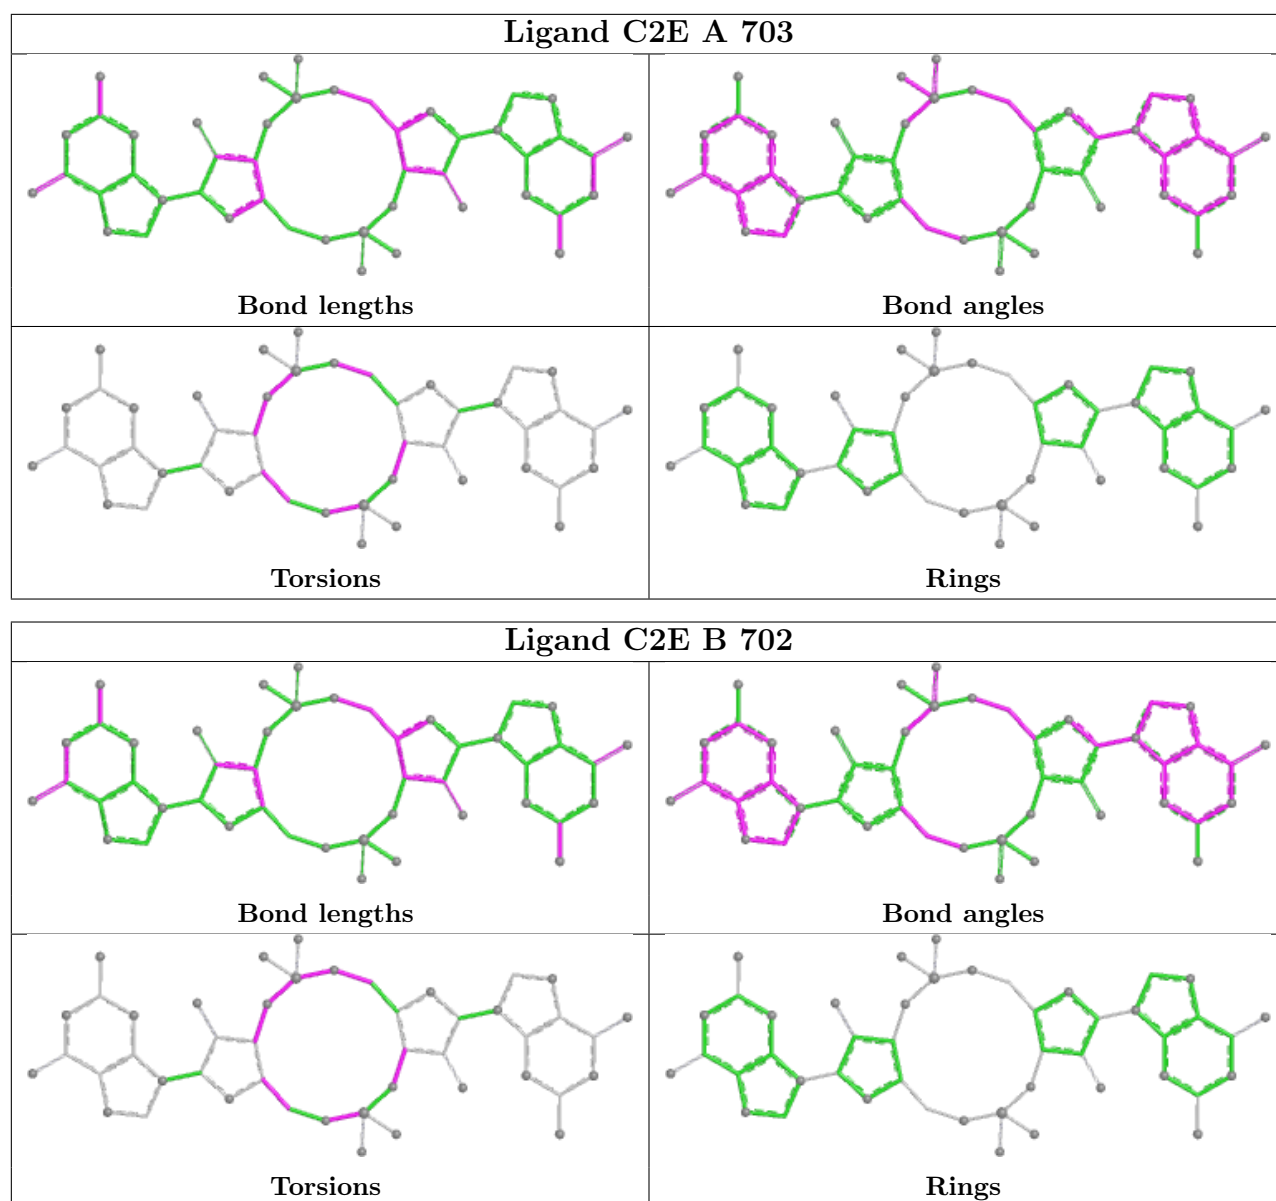 Ligand C2E A 703
Bond lengths
Bond angles
Torsions
Rings
Ligand C2E B 702
Bond lengths
Bond angles
Torsions
Rings